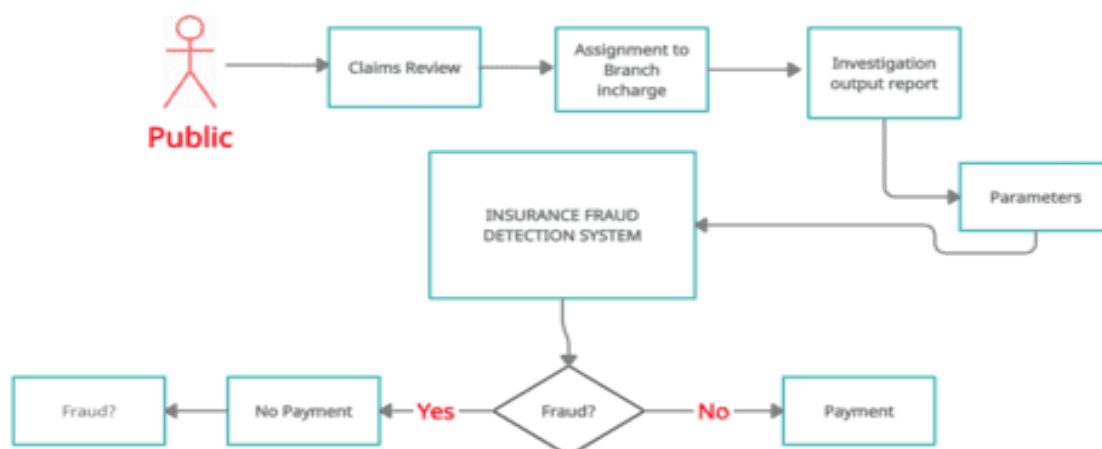 Public
Claims Review
Assignment to
Branch
incharge
Investigation
output report
Parameters
INSURANCE FRAUD
DETECTION SYSTEM
Fraud?
No Payment
Yes
Fraud?
No
Payment